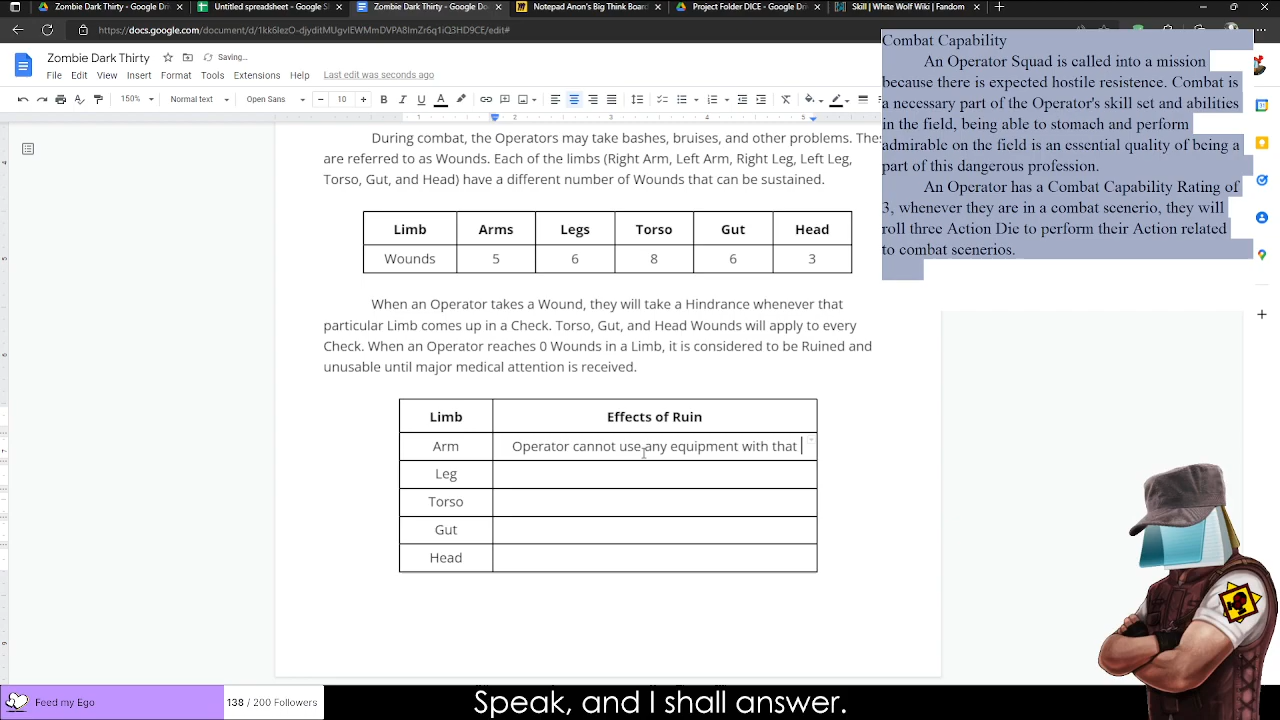 Zombie Dark Thirty - Google Dr
Untitled spreadsheet - Google S
Zombie Dark Thirty - Google Do
Notepad Anon's Big Think Board
Project Folder DICE - Google Dr
Skill | White Wolf Wiki |
https://docs.google.com/document/d/1kk6lezO-djyditMUgvlEWMmDVPA8ImZr6q1iQ3HD9CE/edit#
Zombie Dark Thirty
Saving...
File Edit View Insert Format Tools Extensions Help Last edit was seconds ago
150% Normal text Open Sans 10 B I U A
1 2 3 4 5
During combat, the Operators may take bashes, bruises, and other problems. Thes
are referred to as Wounds. Each of the limbs (Right Arm, Left Arm, Right Leg, Left Leg,
Torso, Gut, and Head) have a different number of Wounds that can be sustained.
Limb Arms Legs Torso Gut Head
Wounds 5 6 8 6 3
When an Operator takes a Wound, they will take a Hindrance whenever that
particular Limb comes up in a Check. Torso, Gut, and Head Wounds will apply to every
Check. When an Operator reaches 0 Wounds in a Limb, it is considered to be Ruined and
unusable until major medical attention is received.
Limb Effects of Ruin
Arm Operator cannot use any equipment with that
Leg
Torso
Gut
Head
Combat Capability
An Operator Squad is called into a mission
because there is expected hostile resistence. Combat is
a necessary part of the Operator's skill set and abilities
in the field, being able to stomach and perform
admirable on the field is an essential quality of being a
part of this dangerous profession.
An Operator has a Combat Capability Rating of
3, whenever they are in a combat scenerio, they will
roll three Action Die to perform their Action related
to combat scenerios.
Feed my Ego
138 / 200 Followers
Speak, and I shall answer.